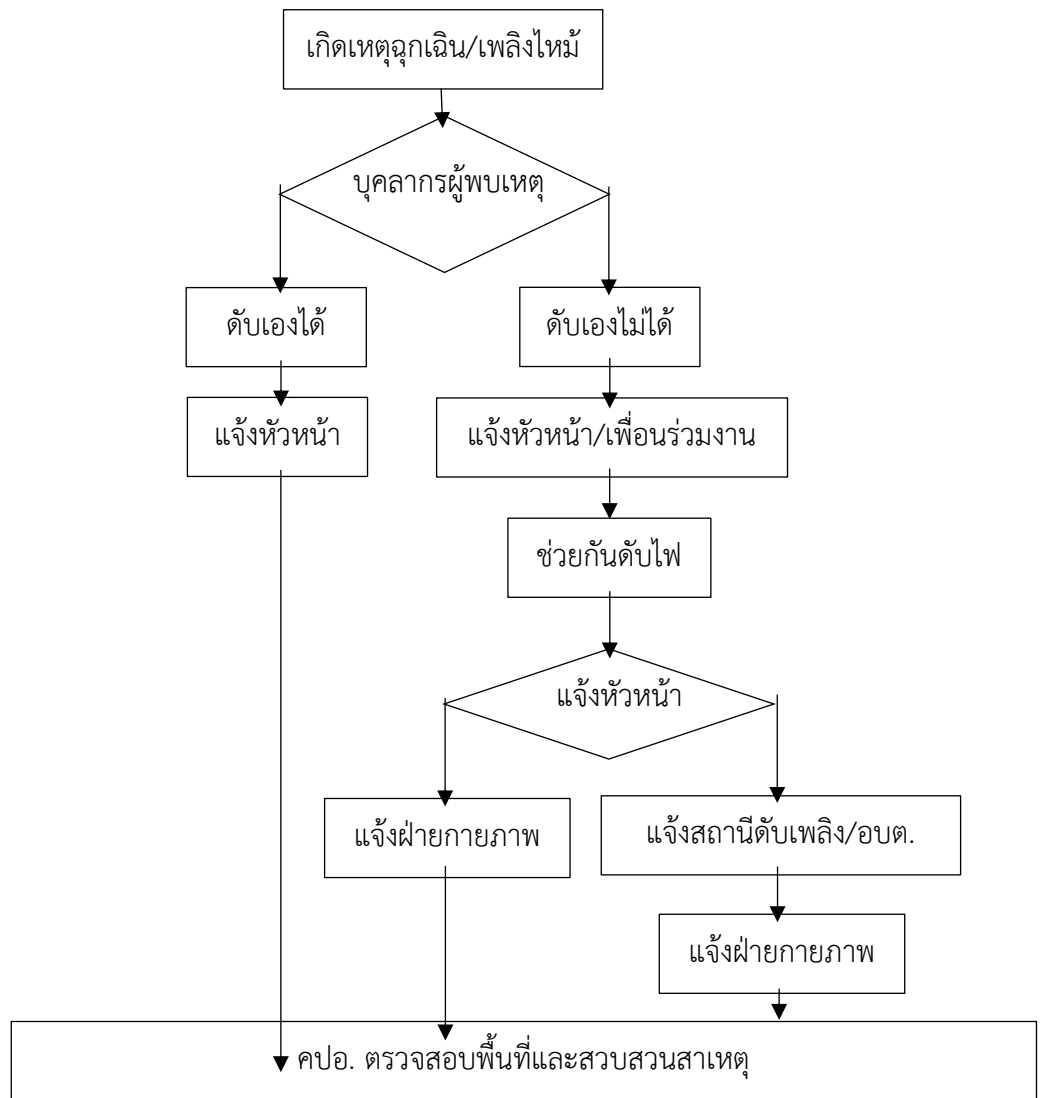 เกิดเหตุฉุกเฉิน/เพลิงไหม้
บุคลากรผู้พบเหตุ
ดับเองได้
ดับเองไม่ได้
แจ้งหัวหน้า
แจ้งหัวหน้า/เพื่อนร่วมงาน
ช่วยกันดับไฟ
แจ้งหัวหน้า
แจ้งฝ่ายกายภาพ
แจ้งสถานีดับเพลิง/อบต.
แจ้งฝ่ายกายภาพ
คปอ. ตรวจสอบพื้นที่และสวบสวนสาเหตุ